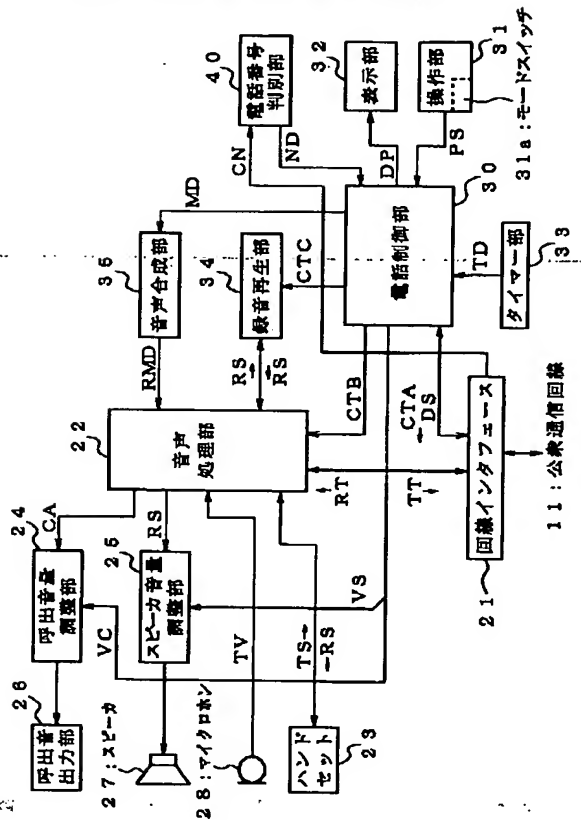 26
呼出音
出力部
24
呼出音量
調整部
CA
VC
27:スピーカ
25
スピーカ音量
調整部
RS
28:マイクロホン
TV
23
ハンド
セット
TS→
←RS
VS
22
音声
処理部
RMD
35
音声合成部
MD
34
録音再生部
RS
RS
CTC
CTB
CTA
DS
RT
TT
21
回線インタフェース
11:公衆通信回線
40
電話番号
判別部
CN
ND
32
表示部
DP
31
操作部
PS
31a:モードスイッチ
30
電話制御部
TD
タイマー部
33